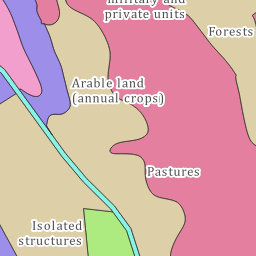 military and
private units
Forests
Arable land
(annual crops)
Pastures
Isolated
structures